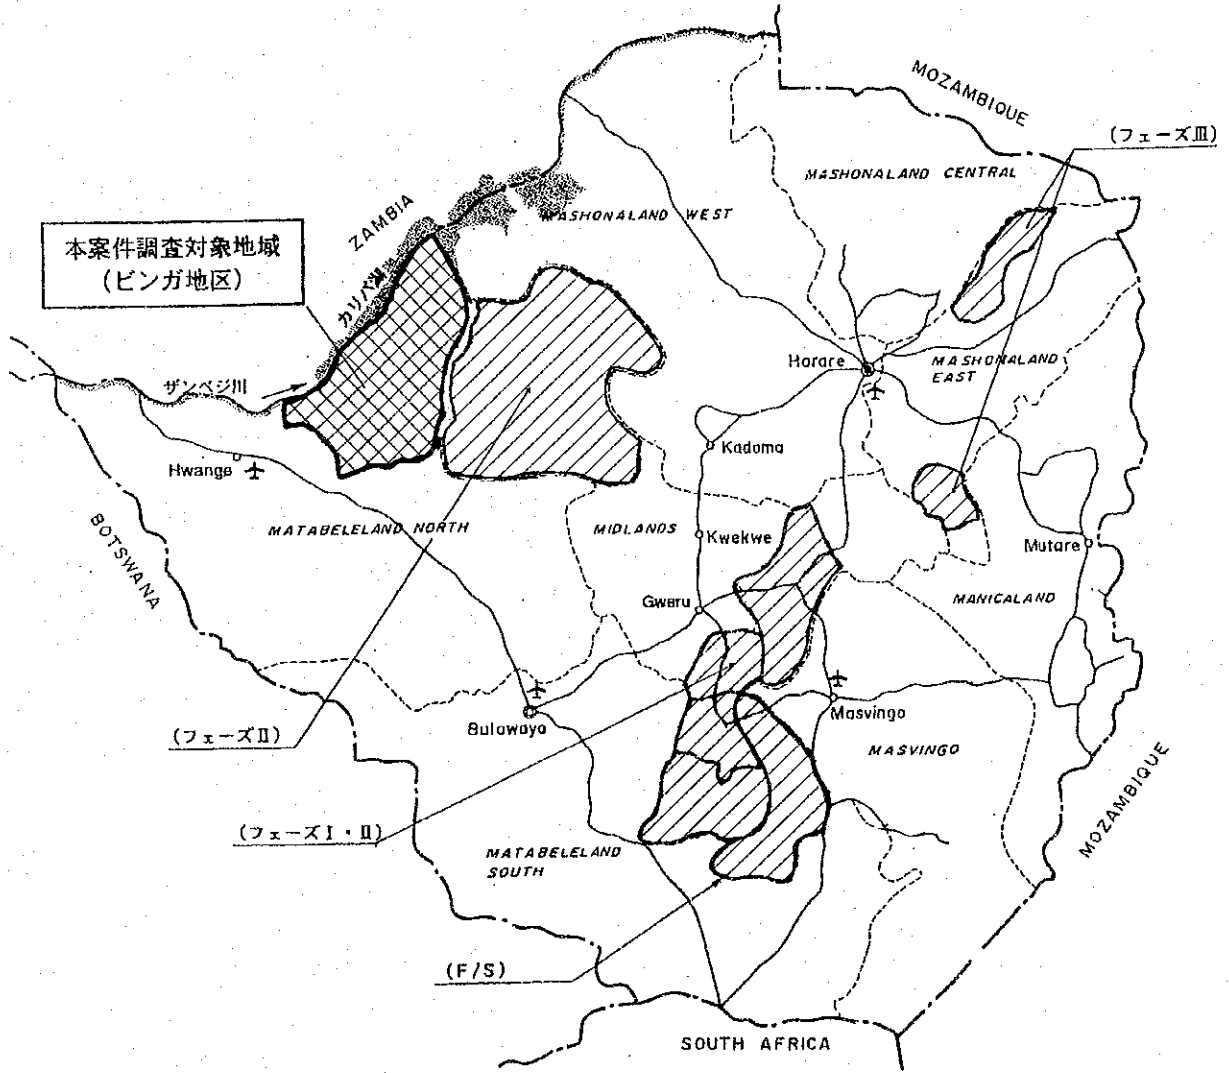 MOZAMBIQUE
(フェーズⅢ)
MASHONALAND CENTRAL
ZAMBIA
MASHONALAND WEST
本案件調査対象地域
(ビンガ地区)
カリバ湖
Harare
MASHONALAND
EAST
ザンベジ川
Kadoma
Hwange
BOTSWANA
MATABELELAND NORTH
MIDLANDS
Kwekwe
Mutare
Gweru
MANICALAND
Bulawayo
Masvingo
(フェーズⅡ)
MASVINGO
MOZAMBIQUE
(フェーズⅠ・Ⅱ)
MATABELELAND
SOUTH
(F/S)
SOUTH AFRICA